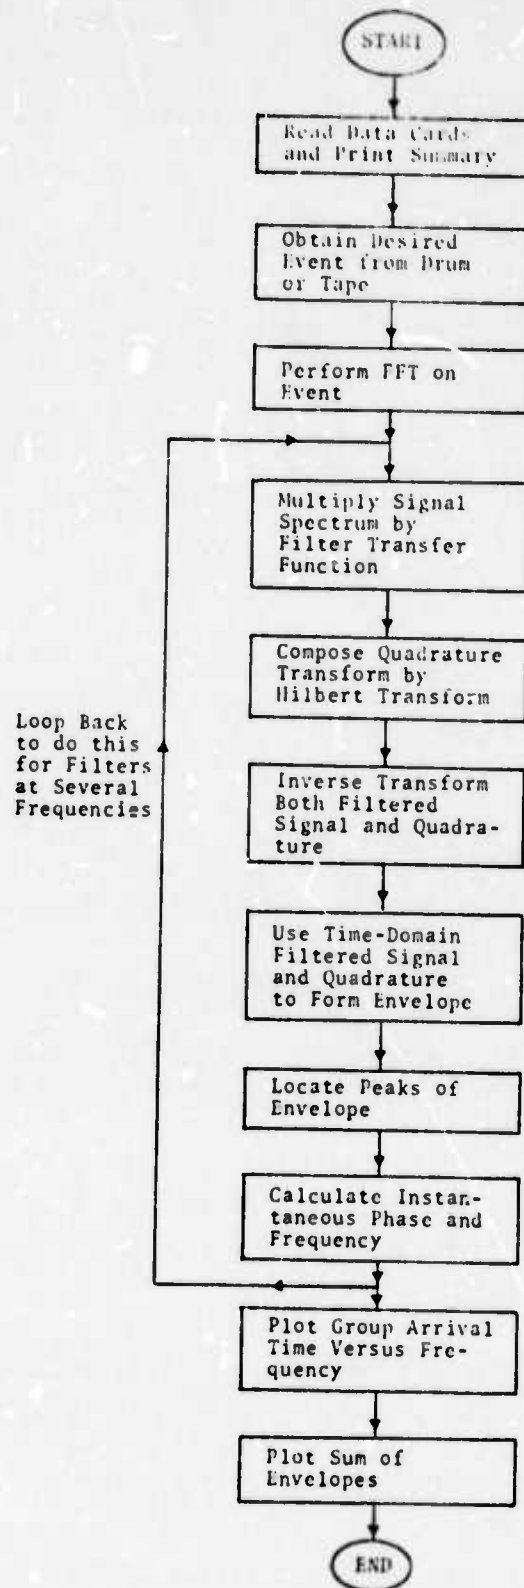 START
Read Data Cards
and Print Summary
Obtain Desired
Event from Drum
or Tape
Perform FFT on
Event
Multiply Signal
Spectrum by
Filter Transfer
Function
Compose Quadrature
Transform by
Hilbert Transform
Loop Back
to do this
for Filters
at Several
Frequencies
Inverse Transform
Both Filtered
Signal and Quadra-
ture
Use Time-Domain
Filtered Signal
and Quadrature
to Form Envelope
Locate Peaks of
Envelope
Calculate Instan-
taneous Phase and
Frequency
Plot Group Arrival
Time Versus Fre-
quency
Plot Sum of
Envelopes
END